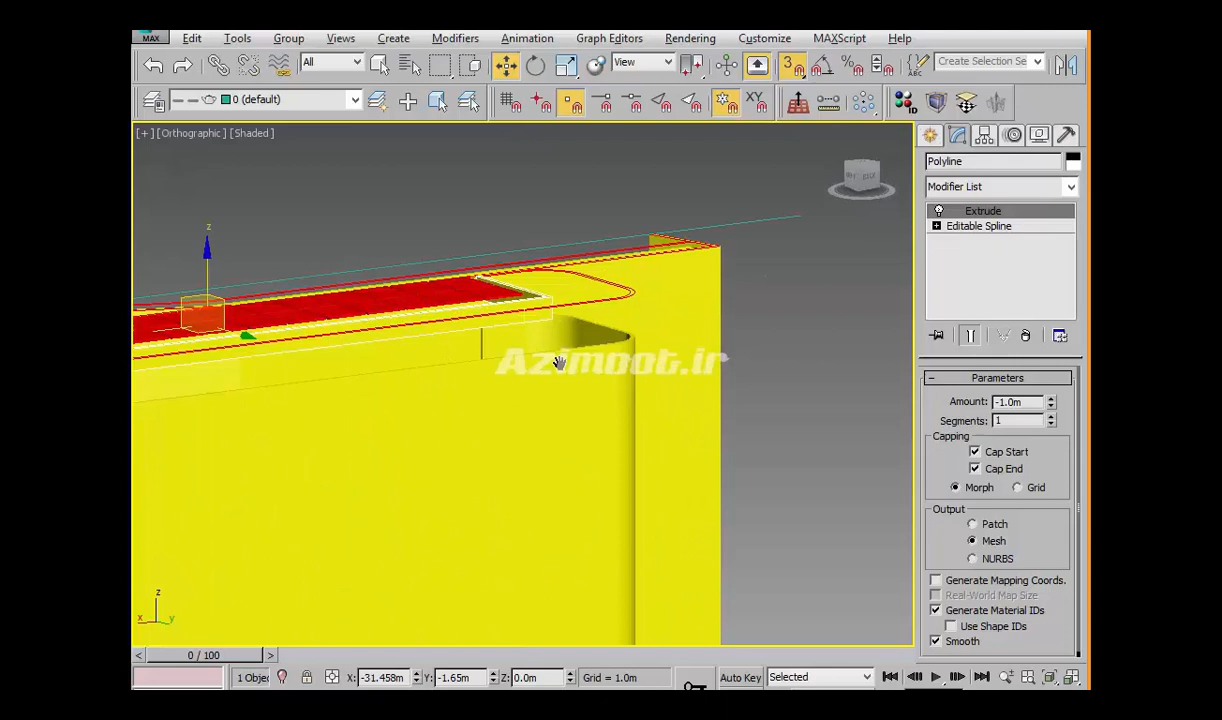 MAX Edit Tools Group Views Create Modifiers Animation Graph Editors Rendering Customize MAXScript Help
All View 3 Create Selection Se
0 (default) XY ID
[+] [Orthographic] [Shaded]
Polyline
Modifier List
z
Extrude
Editable Spline
Azimoot.ir
Parameters
Amount: -1.0m
Segments: 1
Capping
Cap Start
Cap End
Morph Grid
Output
Patch
Mesh
NURBS
Generate Mapping Coords.
Real-World Map Size
Generate Material IDs
Use Shape IDs
Smooth
z
x y
< 0 / 100 >
1 Objec X: -31.458m Y: -1.65m Z: 0.0m Grid = 1.0m Auto Key Selected